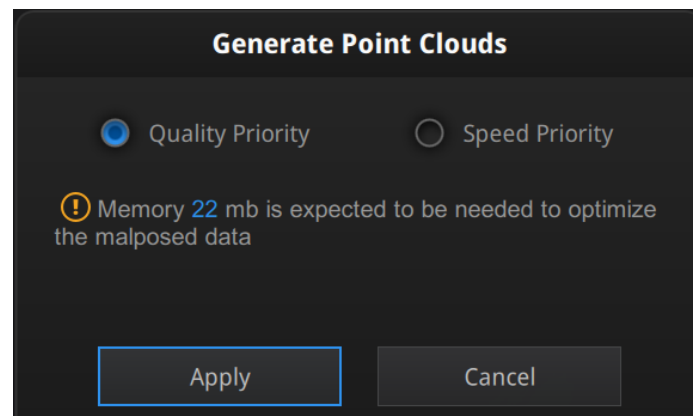 Generate Point Clouds
Quality Priority Speed Priority
Memory 22 mb is expected to be needed to optimize
the malposed data
Apply Cancel